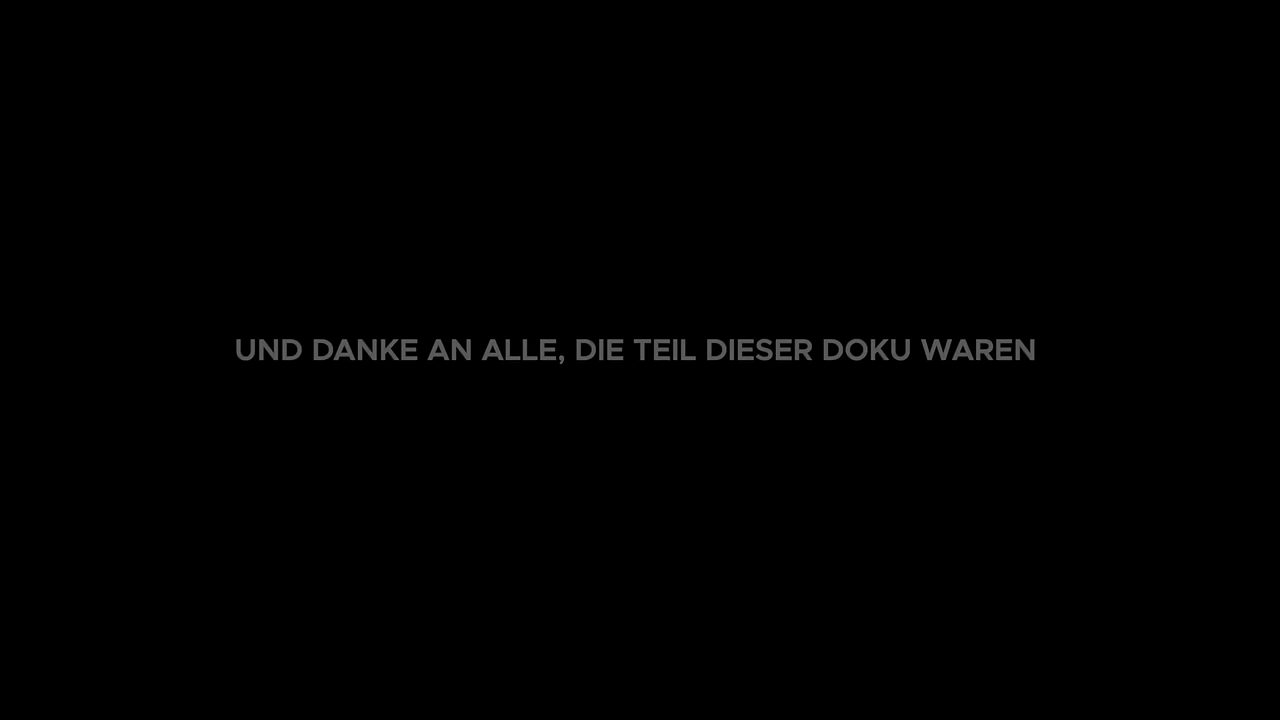 UND DANKE AN ALLE, DIE TEIL DIESER DOKU WAREN